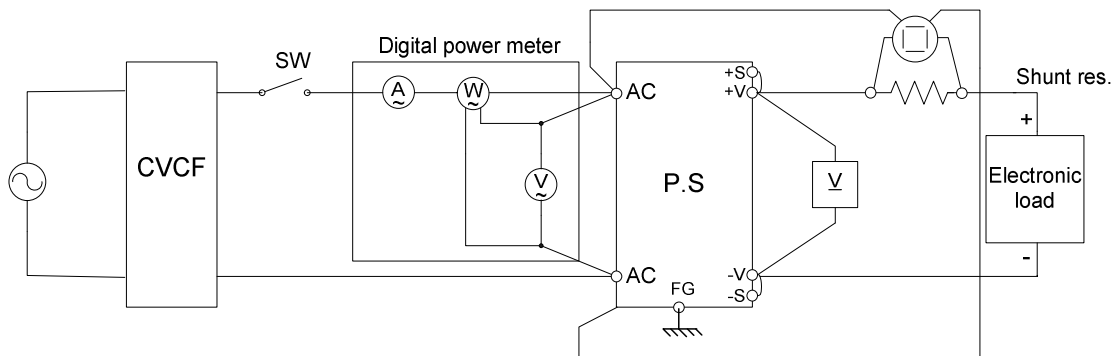 SW
Digital power meter
CVCF
A
~
W
~
V
~
AC
AC
P.S
+S
+V
-V
-S
FG
V
Shunt res.
+
Electronic
load
-